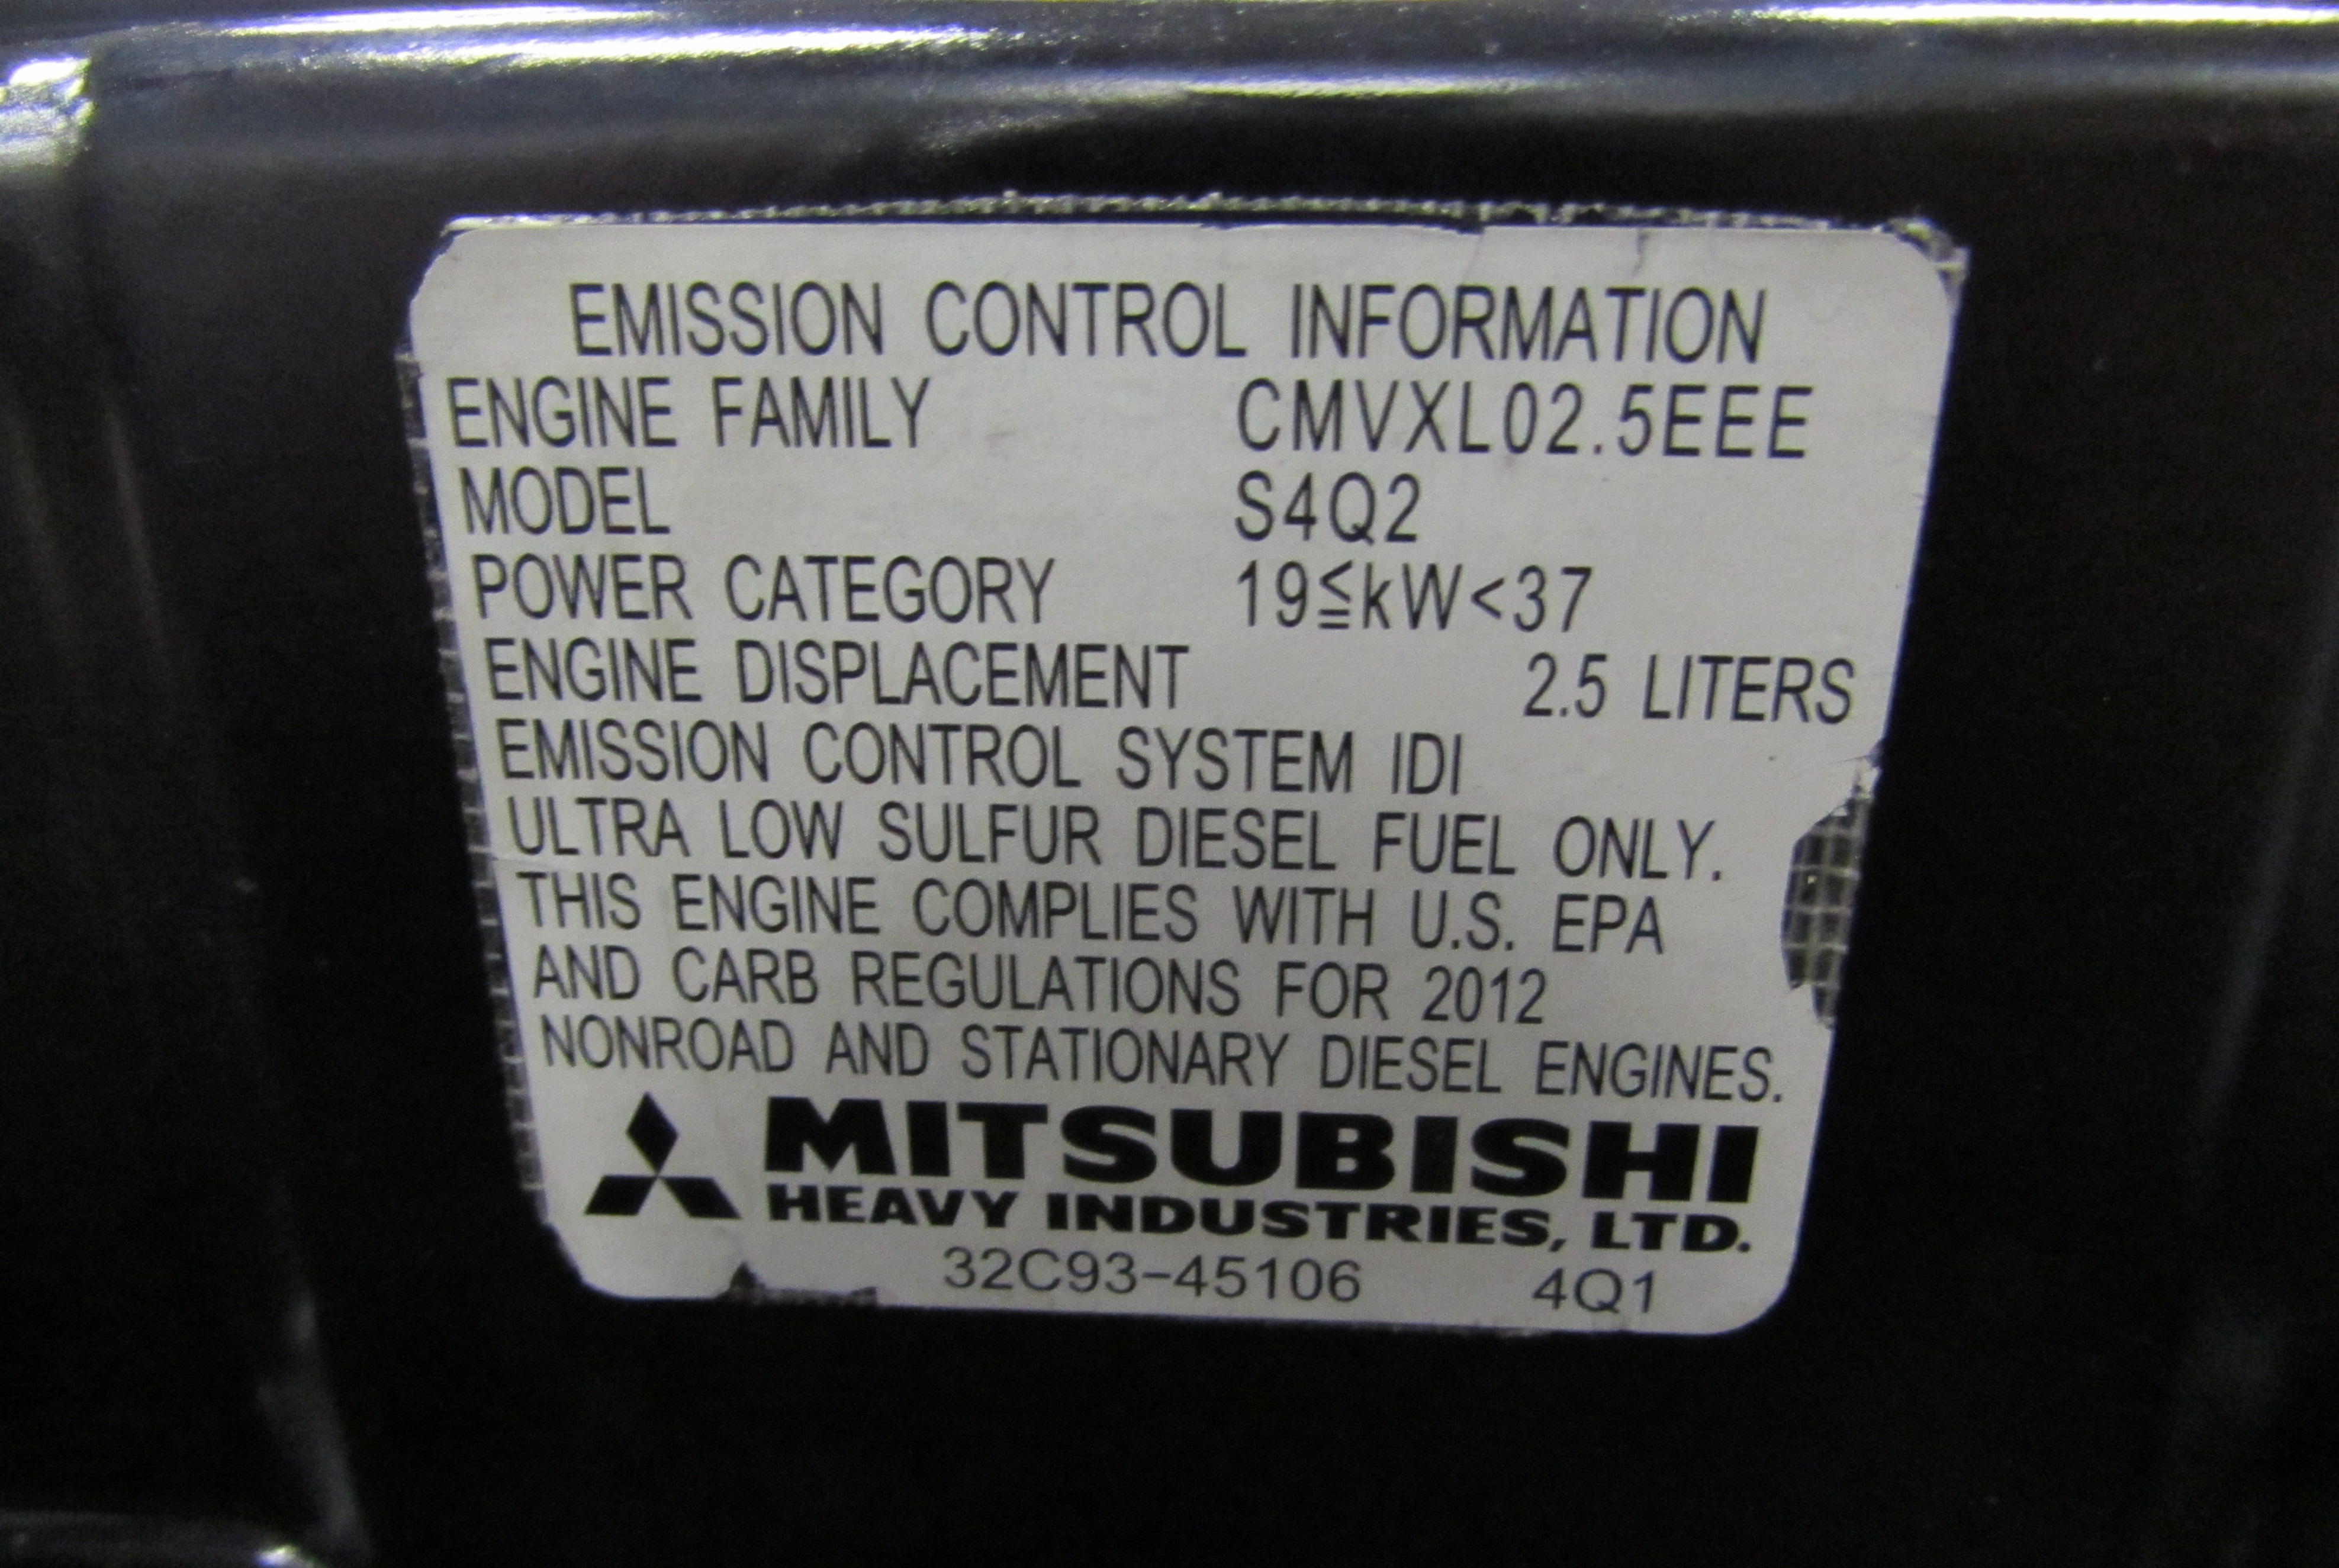 EMISSION CONTROL INFORMATION
ENGINE FAMILY CMVXL02.5EEE
MODEL S4Q2
POWER CATEGORY 19≦kW<37
ENGINE DISPLACEMENT 2.5 LITERS
EMISSION CONTROL SYSTEM IDI
ULTRA LOW SULFUR DIESEL FUEL ONLY.
THIS ENGINE COMPLIES WITH U.S. EPA
AND CARB REGULATIONS FOR 2012
NONROAD AND STATIONARY DIESEL ENGINES.
MITSUBISHI
HEAVY INDUSTRIES, LTD.
32C93-45106 4Q1